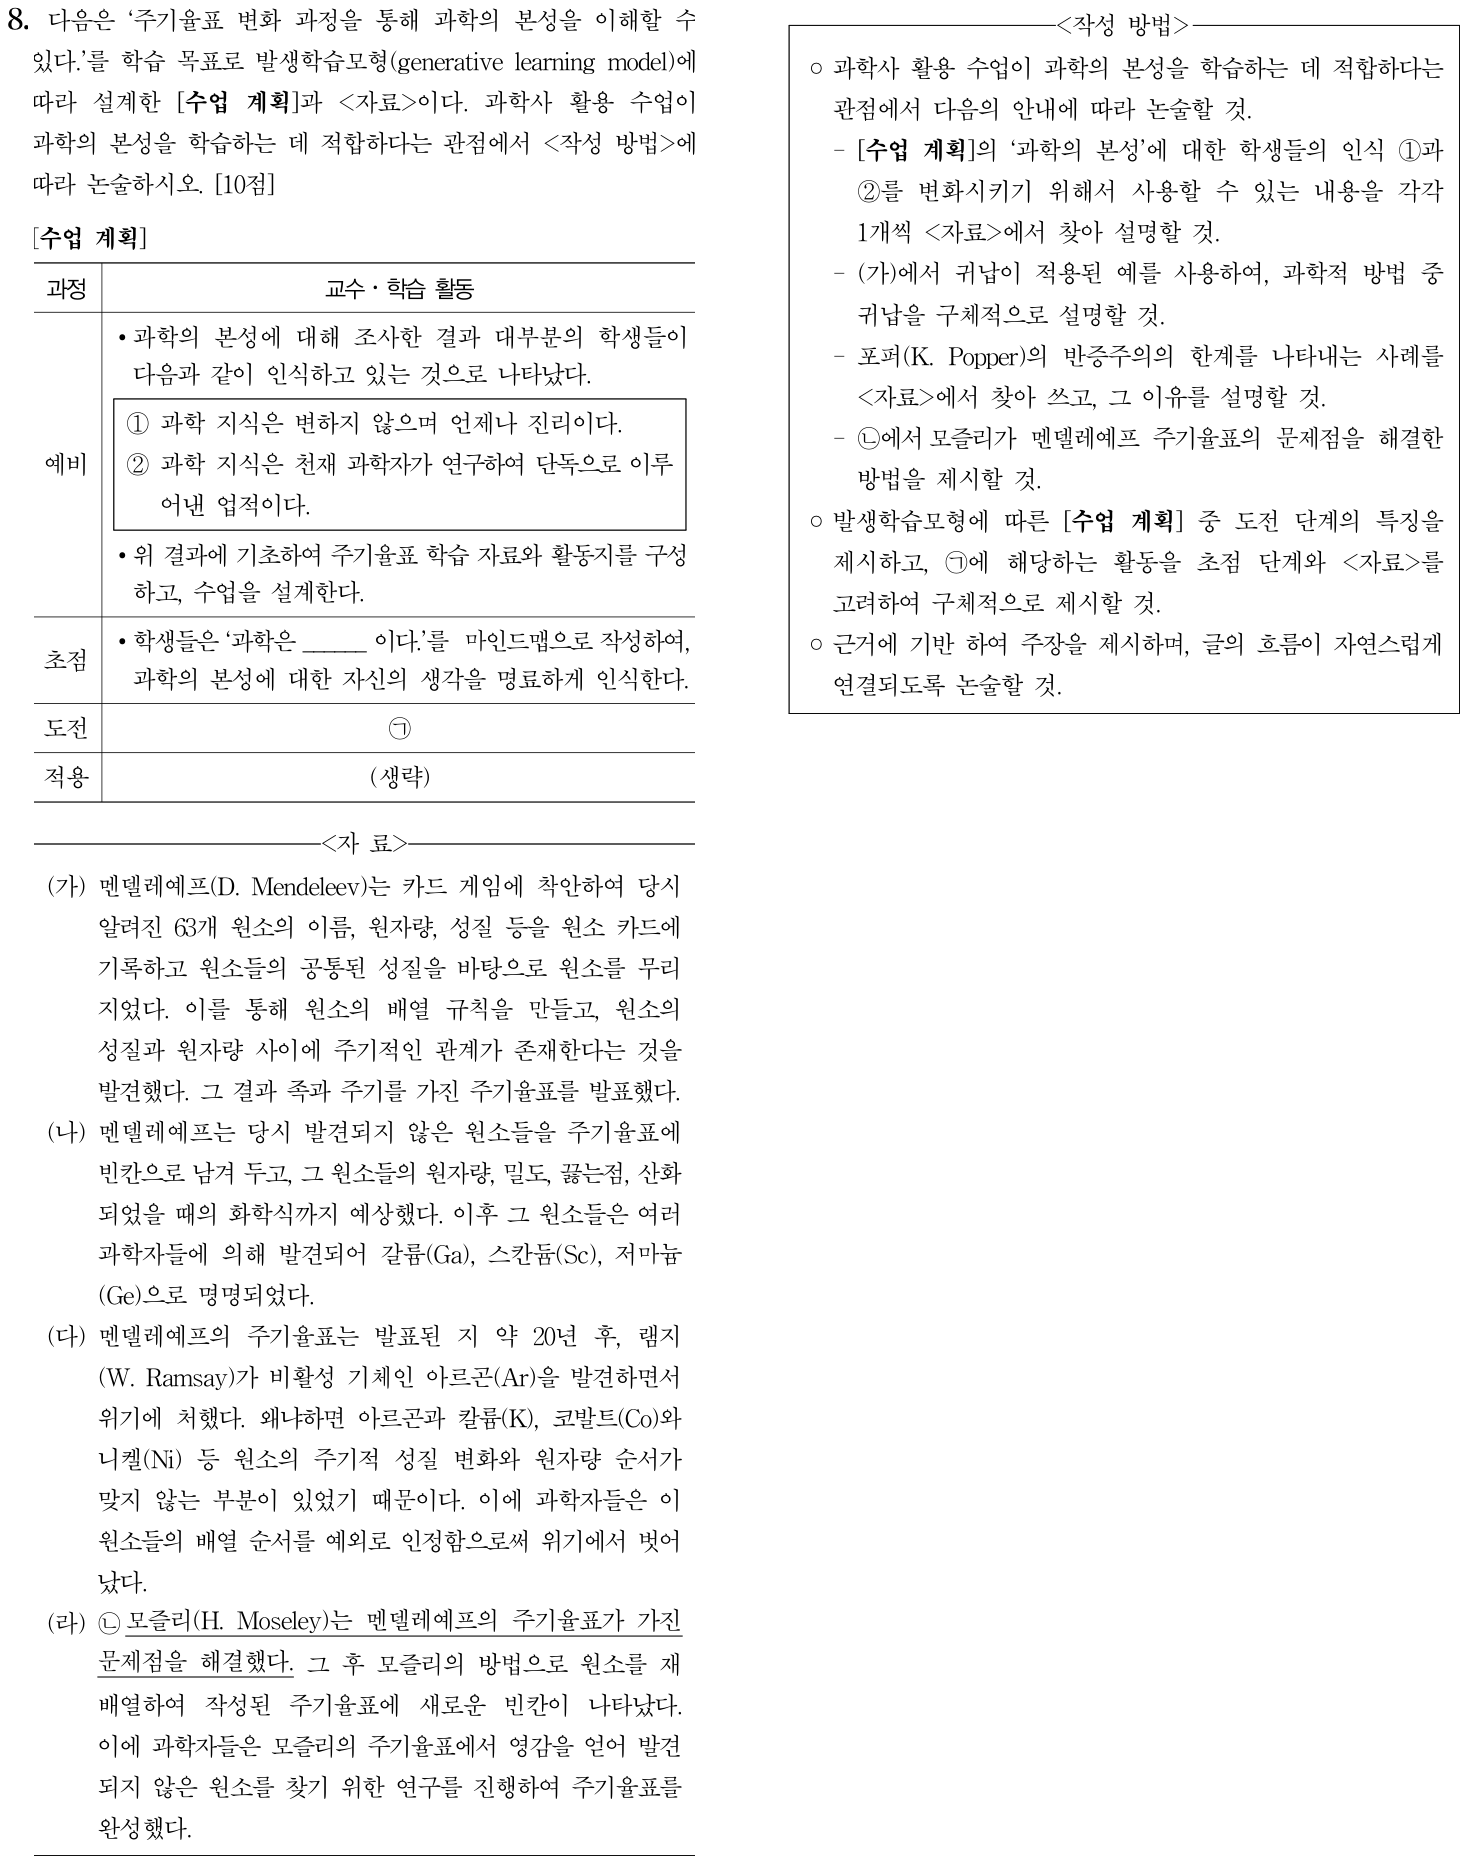 8. 다음은 ‘주기율표 변화 과정을 통해 과학의 본성을 이해할 수
있다.’를 학습 목표로 발생학습모형(generative learning model)에
따라 설계한 [수업 계획]과 <자료>이다. 과학사 활용 수업이
과학의 본성을 학습하는 데 적합하다는 관점에서 <작성 방법>에
따라 논술하시오. [10점]
[수업 계획]
과정 교수・학습 활동
예비
• 과학의 본성에 대해 조사한 결과 대부분의 학생들이
다음과 같이 인식하고 있는 것으로 나타났다.
① 과학 지식은 변하지 않으며 언제나 진리이다.
② 과학 지식은 천재 과학자가 연구하여 단독으로 이루
어낸 업적이다.
• 위 결과에 기초하여 주기율표 학습 자료와 활동지를 구성
하고, 수업을 설계한다.
초점
• 학생들은 ‘과학은 ______ 이다.’를 마인드맵으로 작성하여,
과학의 본성에 대한 자신의 생각을 명료하게 인식한다.
도전 ㉠
적용 (생략)
<자 료>
(가) 멘델레예프(D. Mendeleev)는 카드 게임에 착안하여 당시
알려진 63개 원소의 이름, 원자량, 성질 등을 원소 카드에
기록하고 원소들의 공통된 성질을 바탕으로 원소를 무리
지었다. 이를 통해 원소의 배열 규칙을 만들고, 원소의
성질과 원자량 사이에 주기적인 관계가 존재한다는 것을
발견했다. 그 결과 족과 주기를 가진 주기율표를 발표했다.
(나) 멘델레예프는 당시 발견되지 않은 원소들을 주기율표에
빈칸으로 남겨 두고, 그 원소들의 원자량, 밀도, 끓는점, 산화
되었을 때의 화학식까지 예상했다. 이후 그 원소들은 여러
과학자들에 의해 발견되어 갈륨(Ga), 스칸듐(Sc), 저마늄
(Ge)으로 명명되었다.
(다) 멘델레예프의 주기율표는 발표된 지 약 20년 후, 램지
(W. Ramsay)가 비활성 기체인 아르곤(Ar)을 발견하면서
위기에 처했다. 왜냐하면 아르곤과 칼륨(K), 코발트(Co)와
니켈(Ni) 등 원소의 주기적 성질 변화와 원자량 순서가
맞지 않는 부분이 있었기 때문이다. 이에 과학자들은 이
원소들의 배열 순서를 예외로 인정함으로써 위기에서 벗어
났다.
(라) ㉡ 모즐리(H. Moseley)는 멘델레예프의 주기율표가 가진
문제점을 해결했다. 그 후 모즐리의 방법으로 원소를 재
배열하여 작성된 주기율표에 새로운 빈칸이 나타났다.
이에 과학자들은 모즐리의 주기율표에서 영감을 얻어 발견
되지 않은 원소를 찾기 위한 연구를 진행하여 주기율표를
완성했다.
<작성 방법>
○ 과학사 활용 수업이 과학의 본성을 학습하는 데 적합하다는
관점에서 다음의 안내에 따라 논술할 것.
- [수업 계획]의 ‘과학의 본성’에 대한 학생들의 인식 ①과
②를 변화시키기 위해서 사용할 수 있는 내용을 각각
1개씩 <자료>에서 찾아 설명할 것.
- (가)에서 귀납이 적용된 예를 사용하여, 과학적 방법 중
귀납을 구체적으로 설명할 것.
- 포퍼(K. Popper)의 반증주의의 한계를 나타내는 사례를
<자료>에서 찾아 쓰고, 그 이유를 설명할 것.
- ㉡에서 모즐리가 멘델레예프 주기율표의 문제점을 해결한
방법을 제시할 것.
○ 발생학습모형에 따른 [수업 계획] 중 도전 단계의 특징을
제시하고, ㉠에 해당하는 활동을 초점 단계와 <자료>를
고려하여 구체적으로 제시할 것.
○ 근거에 기반 하여 주장을 제시하며, 글의 흐름이 자연스럽게
연결되도록 논술할 것.